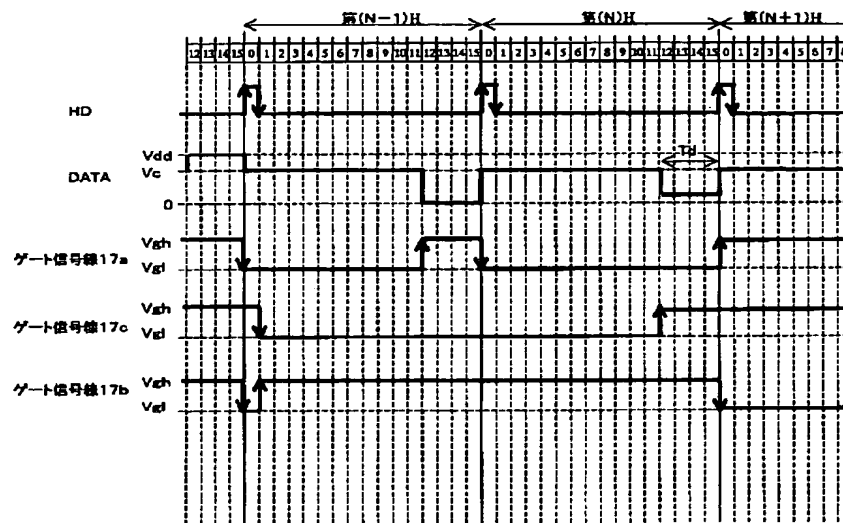 第(N-1)H 第(N)H 第(N+1)H
12 13 14 15 0 1 2 3 4 5 6 7 8 9 10 11 12 13 14 15 0 1 2 3 4 5 6 7 8 9 10 11 12 13 14 15 0 1 2 3 4 5 6 7 8
HD
Vdd
Td
DATA Vc
0
Vgh
ゲート信号線17a Vgl
Vgh
ゲート信号線17c Vgl
Vgh
ゲート信号線17b Vgl